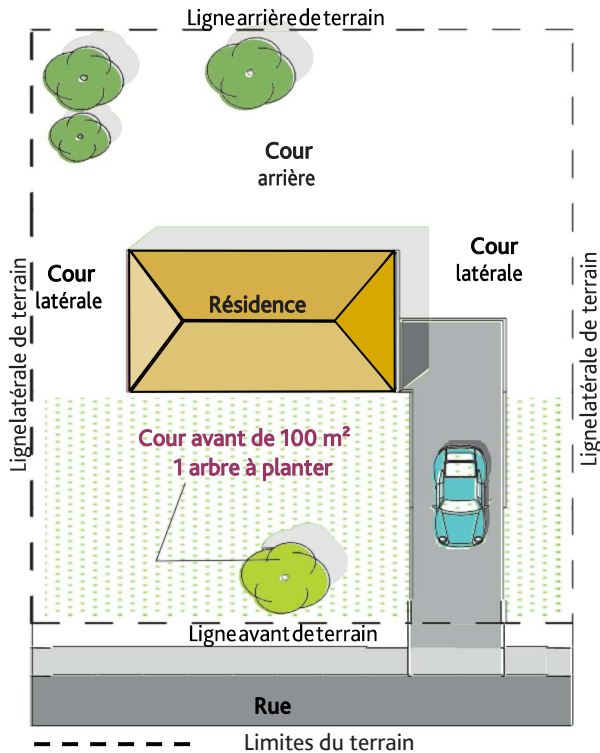 Ligne arrière de terrain
Cour
arrière
Cour
latérale
Cour
latérale
Résidence
Ligne latérale de terrain
Ligne latérale de terrain
Cour avant de 100 m²
1 arbre à planter
Ligne avant de terrain
Rue
Limites du terrain